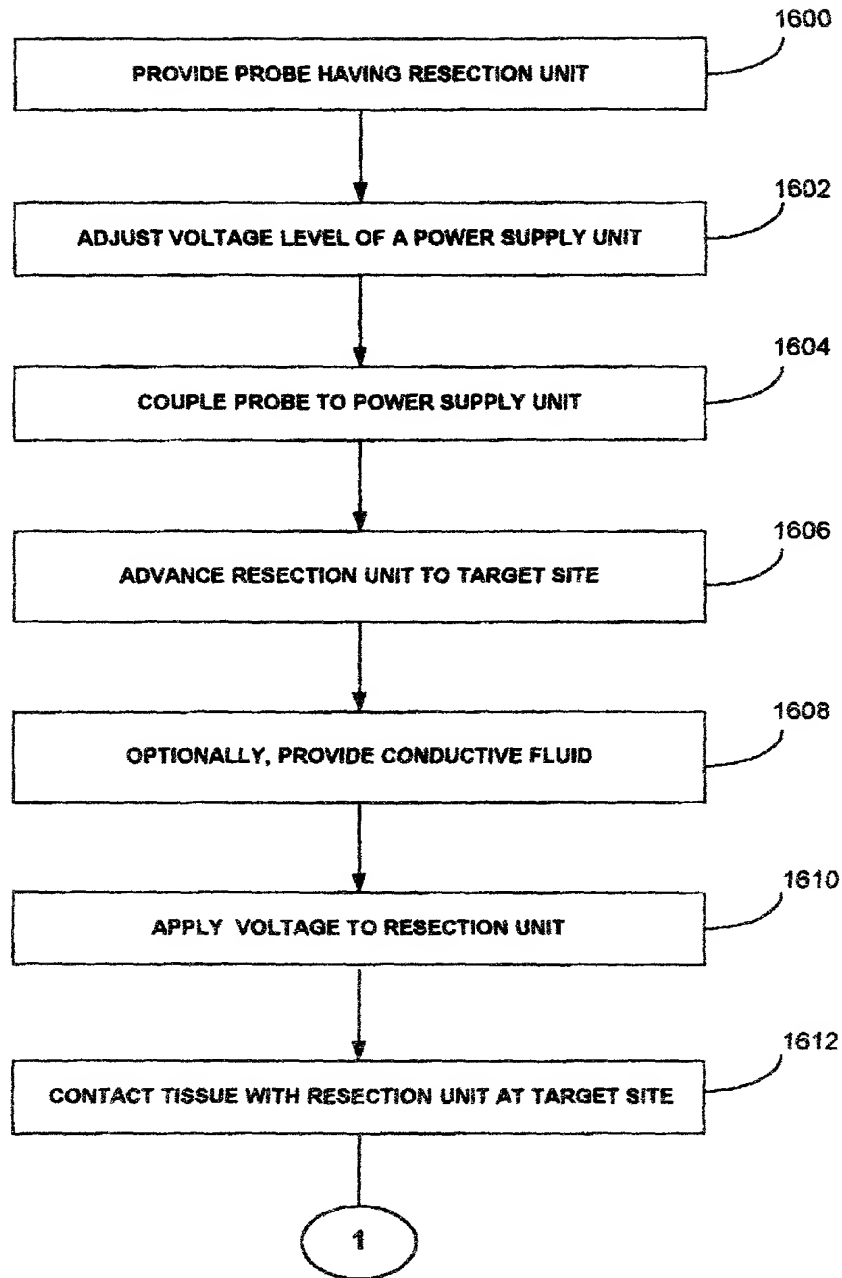 1600
PROVIDE PROBE HAVING RESECTION UNIT
1602
ADJUST VOLTAGE LEVEL OF A POWER SUPPLY UNIT
1604
COUPLE PROBE TO POWER SUPPLY UNIT
1606
ADVANCE RESECTION UNIT TO TARGET SITE
1608
OPTIONALLY, PROVIDE CONDUCTIVE FLUID
1610
APPLY VOLTAGE TO RESECTION UNIT
1612
CONTACT TISSUE WITH RESECTION UNIT AT TARGET SITE
1